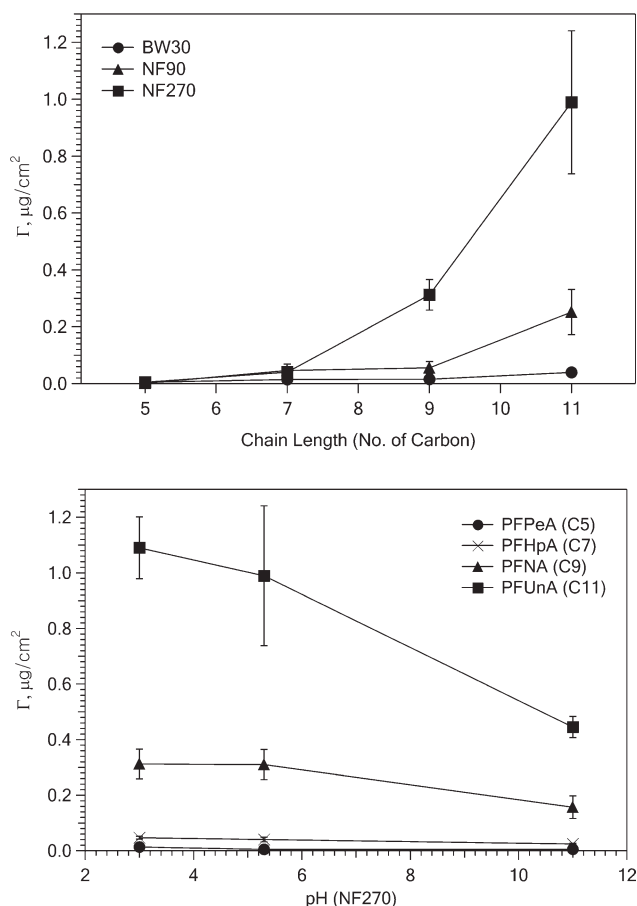 BW30
NF90
NF270
1.2
1.0
0.8
0.6
0.4
0.2
0.0
Γ, μg/cm²
5 6 7 8 9 10 11
Chain Length (No. of Carbon)
PFPeA (C5)
PFHpA (C7)
PFNA (C9)
PFUnA (C11)
1.2
1.0
0.8
0.6
0.4
0.2
0.0
Γ, μg/cm²
2 4 6 8 10 12
pH (NF270)